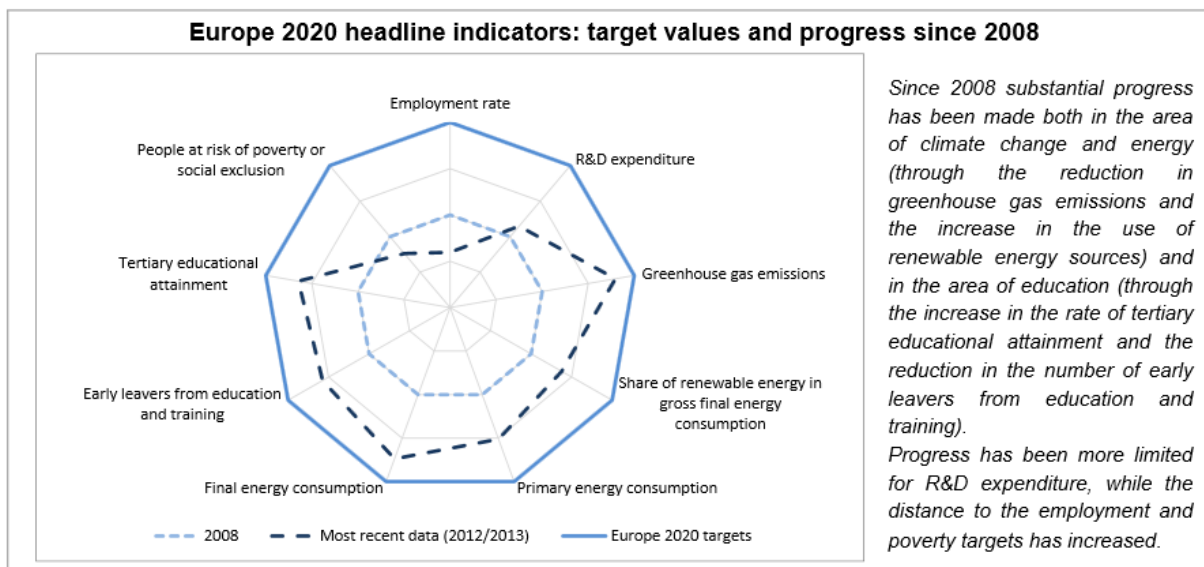 Europe 2020 headline indicators: target values and progress since 2008
Employment rate
People at risk of poverty or
social exclusion
R&D expenditure
Tertiary educational
attainment
Greenhouse gas emissions
Early leavers from education
and training
Share of renewable energy in
gross final energy
consumption
Final energy consumption
Primary energy consumption
2008
Most recent data (2012/2013)
Europe 2020 targets
Since 2008 substantial progress
has been made both in the area
of climate change and energy
(through the reduction in
greenhouse gas emissions and
the increase in the use of
renewable energy sources) and
in the area of education (through
the increase in the rate of tertiary
educational attainment and the
reduction in the number of early
leavers from education and
training).
Progress has been more limited
for R&D expenditure, while the
distance to the employment and
poverty targets has increased.